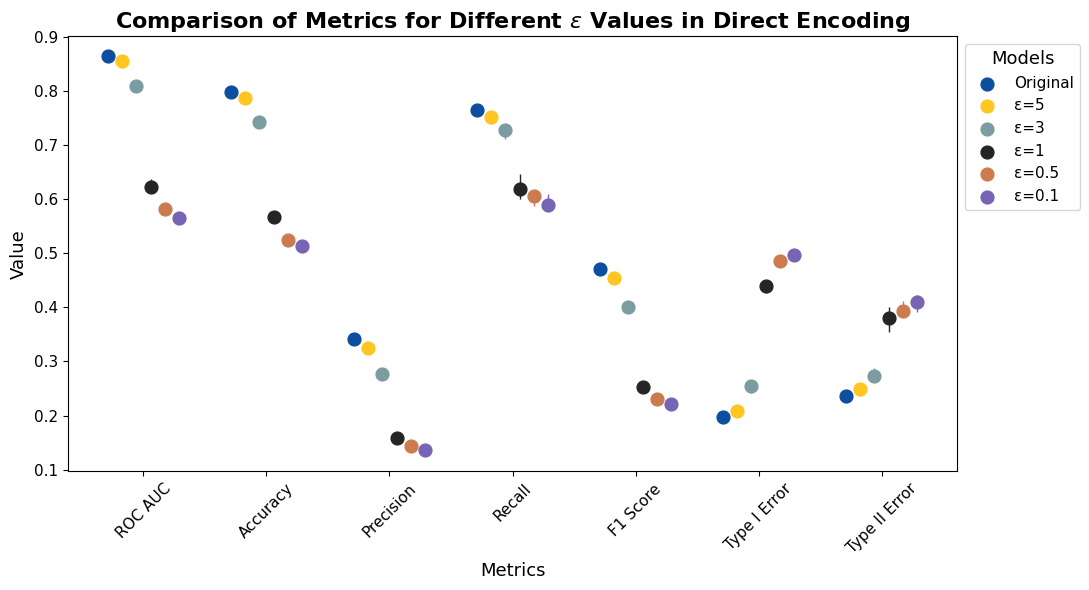 Comparison of Metrics for Different ε Values in Direct Encoding
Value
0.9
0.8
0.7
0.6
0.5
0.4
0.3
0.2
0.1
ROC AUC
Accuracy
Precision
Recall
F1 Score
Type I Error
Type II Error
Metrics
Models
Original
ε=5
ε=3
ε=1
ε=0.5
ε=0.1